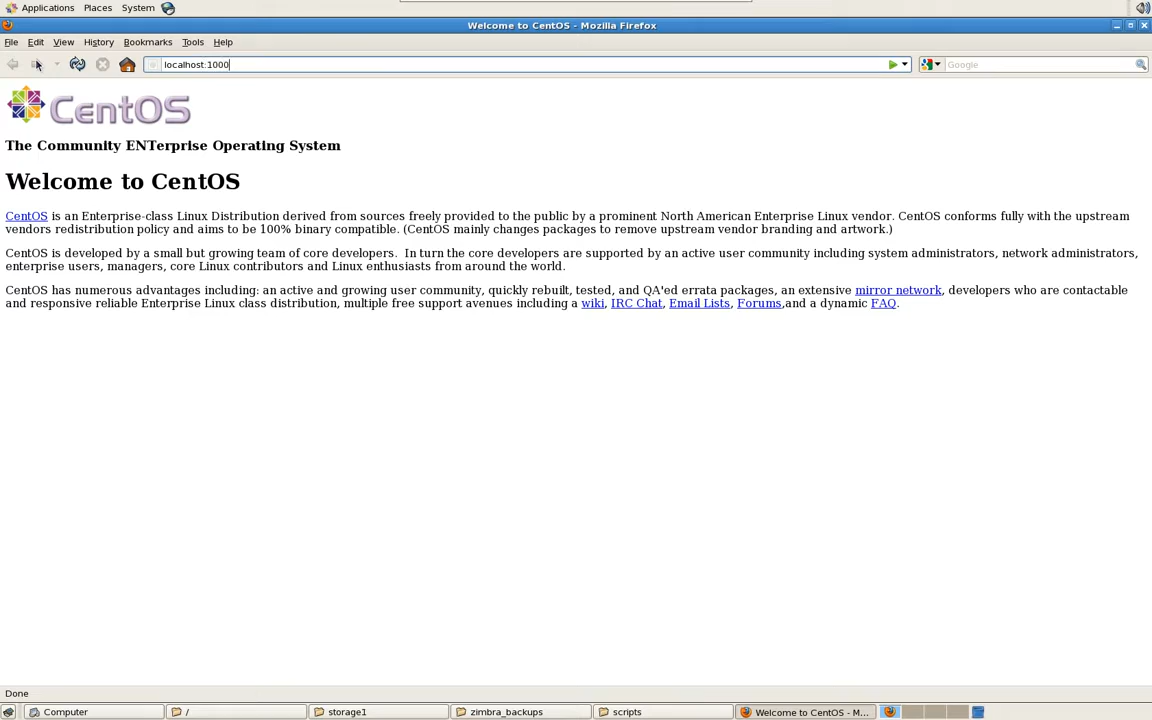 Applications Places System
Welcome to CentOS - Mozilla Firefox
File Edit View History Bookmarks Tools Help
localhost:1000 Google
CentOS
The Community ENTerprise Operating System
Welcome to CentOS
CentOS is an Enterprise-class Linux Distribution derived from sources freely provided to the public by a prominent North American Enterprise Linux vendor. CentOS conforms fully with the upstream
vendors redistribution policy and aims to be 100% binary compatible. (CentOS mainly changes packages to remove upstream vendor branding and artwork.)
CentOS is developed by a small but growing team of core developers.  In turn the core developers are supported by an active user community including system administrators, network administrators,
enterprise users, managers, core Linux contributors and Linux enthusiasts from around the world.
CentOS has numerous advantages including: an active and growing user community, quickly rebuilt, tested, and QA'ed errata packages, an extensive mirror network, developers who are contactable
and responsive reliable Enterprise Linux class distribution, multiple free support avenues including a wiki, IRC Chat, Email Lists, Forums,and a dynamic FAQ.
Done
Computer / storage1 zimbra_backups scripts Welcome to CentOS - M...